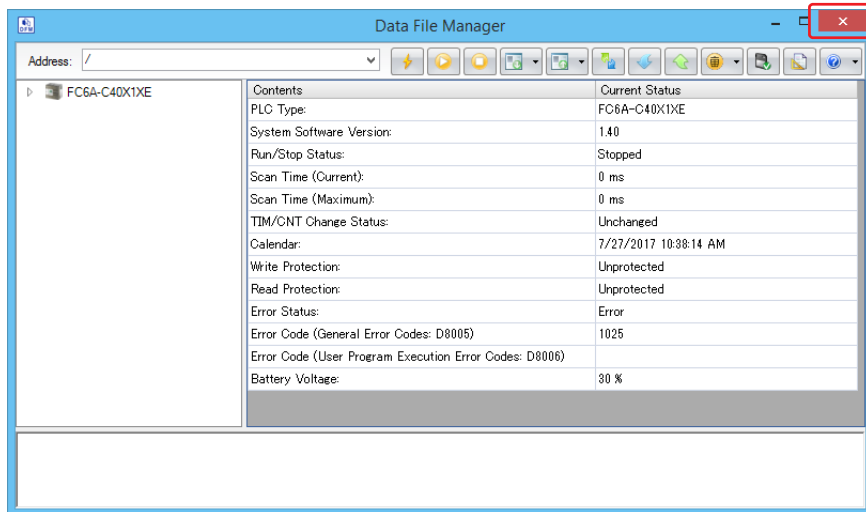 Data File Manager
Address: /
FC6A-C40X1XE
Contents Current Status
PLC Type: FC6A-C40X1XE
System Software Version: 1.40
Run/Stop Status: Stopped
Scan Time (Current): 0 ms
Scan Time (Maximum): 0 ms
TIM/CNT Change Status: Unchanged
Calendar: 7/27/2017 10:38:14 AM
Write Protection: Unprotected
Read Protection: Unprotected
Error Status: Error
Error Code (General Error Codes: D8005) 1025
Error Code (User Program Execution Error Codes: D8006)
Battery Voltage: 30 %